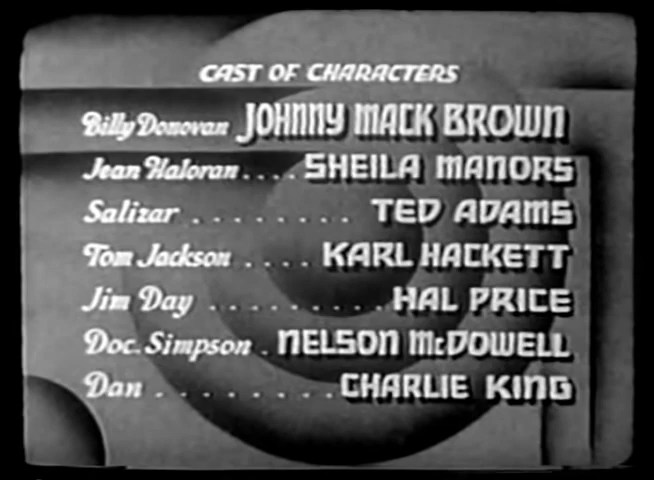 CAST OF CHARACTERS
Billy Donovan JOHNNY MACK BROWN
Jean Haloran.... SHEILA MANORS
Salizar ........ TED ADAMS
Tom Jackson .... KARL HACKETT
Jim Day ......... HAL PRICE
Doc. Simpson . NELSON McDOWELL
Dan ........ CHARLIE KING